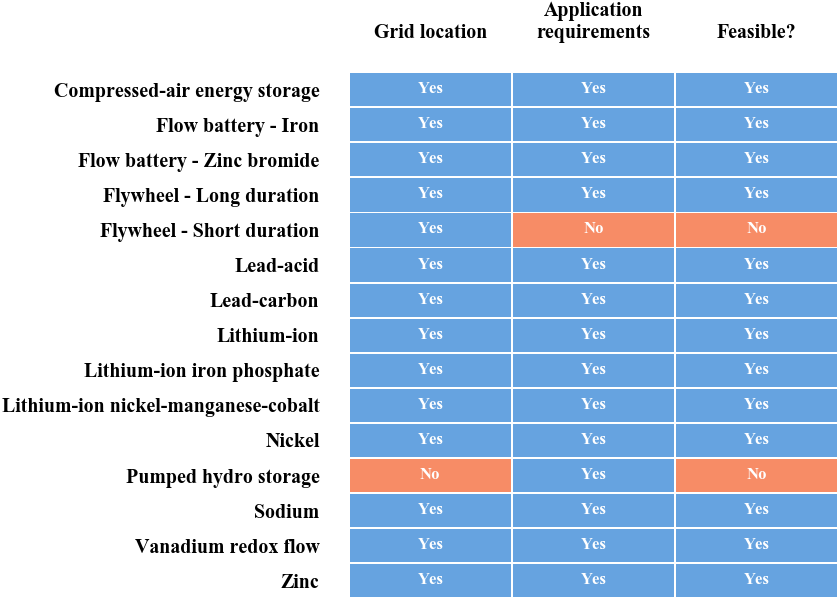 Grid location Application requirements Feasible?
Compressed-air energy storage Yes Yes Yes
Flow battery - Iron Yes Yes Yes
Flow battery - Zinc bromide Yes Yes Yes
Flywheel - Long duration Yes Yes Yes
Flywheel - Short duration Yes No No
Lead-acid Yes Yes Yes
Lead-carbon Yes Yes Yes
Lithium-ion Yes Yes Yes
Lithium-ion iron phosphate Yes Yes Yes
Lithium-ion nickel-manganese-cobalt Yes Yes Yes
Nickel Yes Yes Yes
Pumped hydro storage No Yes No
Sodium Yes Yes Yes
Vanadium redox flow Yes Yes Yes
Zinc Yes Yes Yes